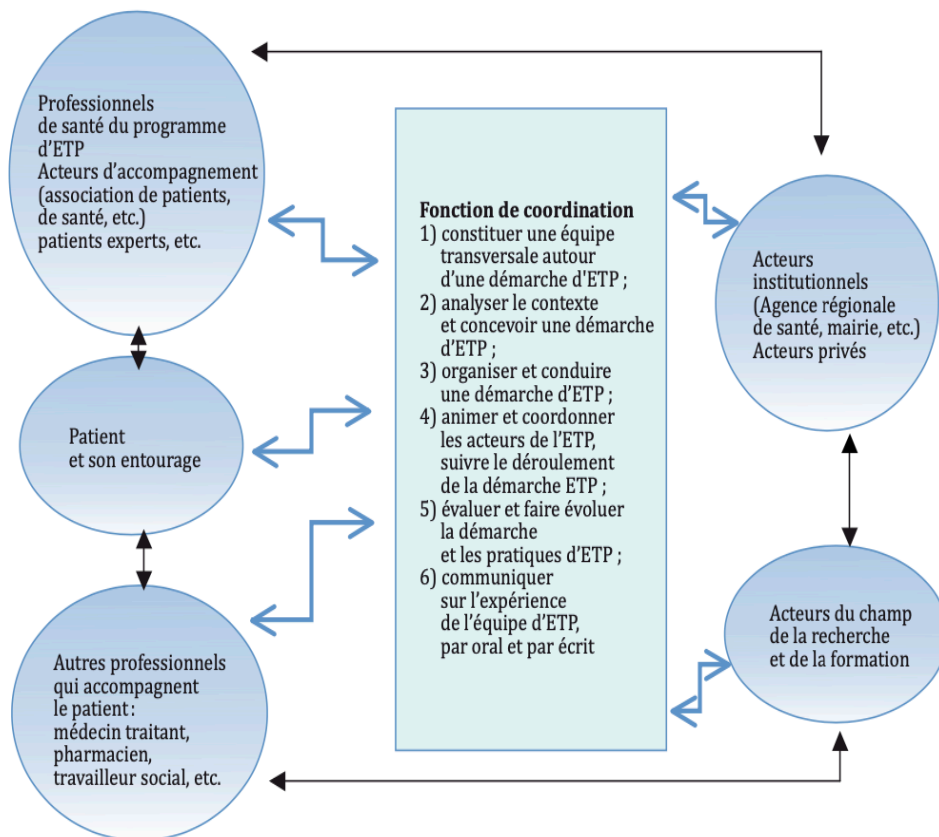 Professionnels
de santé du programme
d’ETP
Acteurs d’accompagnement
(association de patients,
de santé, etc.)
patients experts, etc.
Patient
et son entourage
Autres professionnels
qui accompagnent
le patient :
médecin traitant,
pharmacien,
travailleur social, etc.
Fonction de coordination
1) constituer une équipe
transversale autour
d’une démarche d'ETP ;
2) analyser le contexte
et concevoir une démarche
d’ETP ;
3) organiser et conduire
une démarche d’ETP ;
4) animer et coordonner
les acteurs de l’ETP,
suivre le déroulement
de la démarche ETP ;
5) évaluer et faire évoluer
la démarche
et les pratiques d’ETP ;
6) communiquer
sur l’expérience
de l’équipe d’ETP,
par oral et par écrit
Acteurs
institutionnels
(Agence régionale
de santé, mairie, etc.)
Acteurs privés
Acteurs du champ
de la recherche
et de la formation